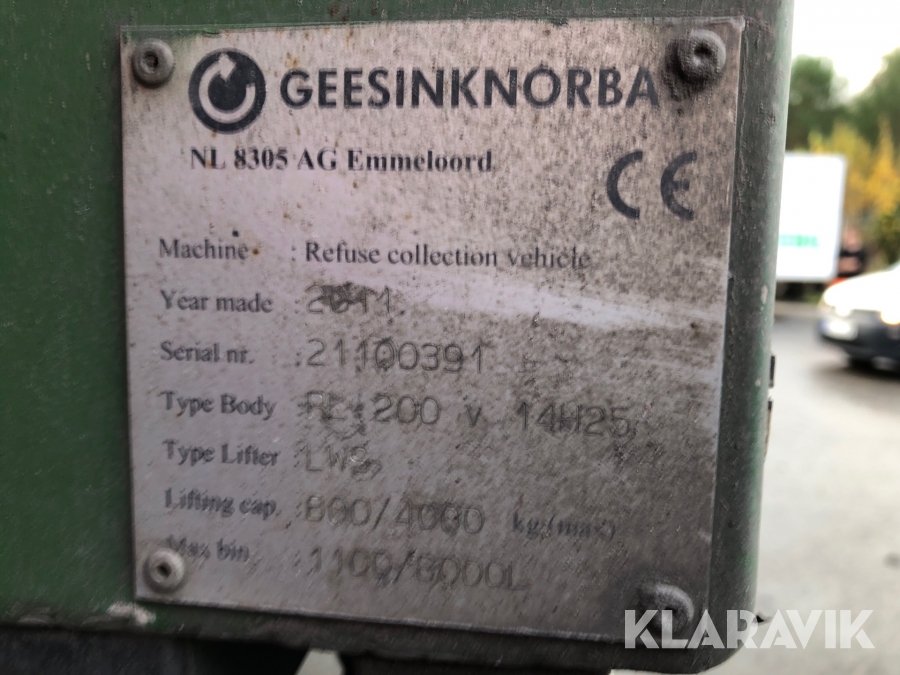 GEESINKNORBA
NL 8305 AG Emmeloord
CE
Machine : Refuse collection vehicle
Year made : 2011
Serial nr. : 21100391
Type Body : 200 v 14H25
Type Lifter :
Lifting cap. : 800/4000 kg(max)
Max bin : 1100/
KLARAVIK